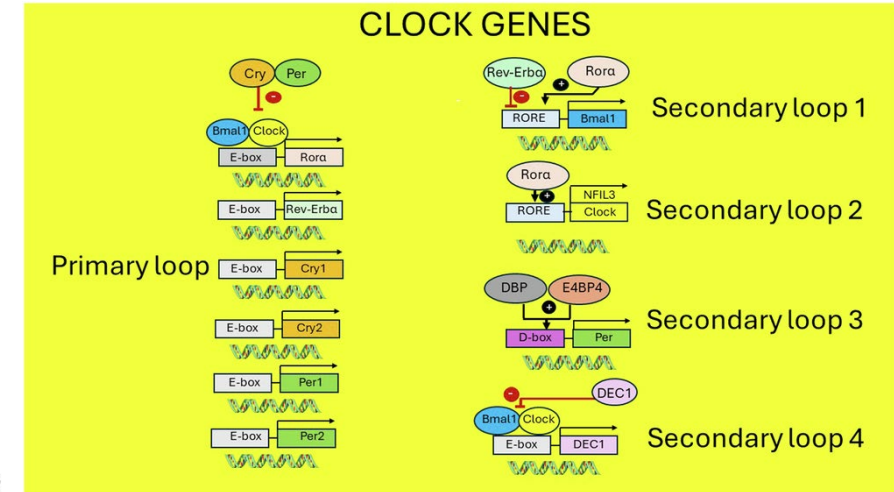 CLOCK GENES
Primary loop
Cry Per
-
Bmal1 Clock
E-box Rorα
E-box Rev-Erbα
E-box Cry1
E-box Cry2
E-box Per1
E-box Per2
Rev-Erbα Rorα
- +
RORE Bmal1
Secondary loop 1
Rorα
+
NFIL3
RORE Clock
Secondary loop 2
DBP E4BP4
+
D-box Per
Secondary loop 3
DEC1
-
Bmal1 Clock
E-box DEC1
Secondary loop 4